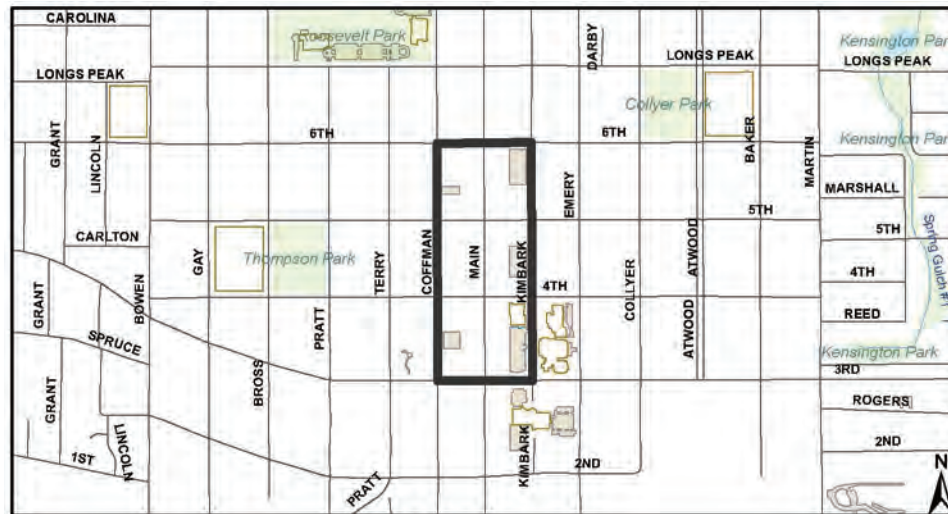 CAROLINA
Roosevelt Park
DARBY
LONGS PEAK
Kensington Par
LONGS PEAK
LONGS PEAK
Collyer Park
GRANT
LINCOLN
6TH
6TH
BAKER
MARTIN
Kensington Par
MARSHALL
EMERY
5TH
5TH
CARLTON
GAY
Thompson Park
TERRY
COFFMAN
MAIN
KIMBARK
4TH
COLLYER
ATWOOD
4TH
Spring Gulch
GRANT
BOWEN
SPRUCE
PRATT
ATWOOD
REED
Kensington Park
3RD
BROSS
GRANT
LINCOLN
1ST
KIMBARK
2ND
ROGERS
2ND
PRATT
N